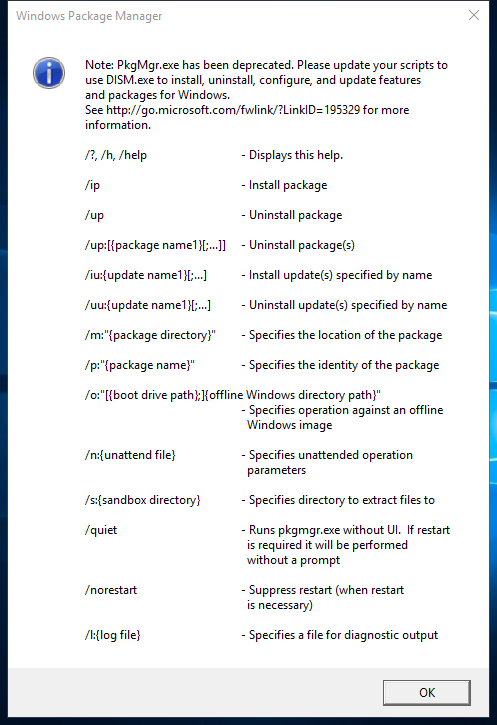 Windows Package Manager
Note: PkgMgr.exe has been deprecated. Please update your scripts to
use DISM.exe to install, uninstall, configure, and update features
and packages for Windows.
See http://go.microsoft.com/fwlink/?LinkID=195329 for more
information.
/?, /h, /help - Displays this help.
/ip - Install package
/up - Uninstall package
/up:[{package name1}[;...]] - Uninstall package(s)
/iu:{update name1}[;...] - Install update(s) specified by name
/uu:{update name1}[;...] - Uninstall update(s) specified by name
/m:"{package directory}" - Specifies the location of the package
/p:"{package name}" - Specifies the identity of the package
/o:"[{boot drive path};]{offline Windows directory path}"
- Specifies operation against an offline
Windows image
/n:{unattend file} - Specifies unattended operation
parameters
/s:{sandbox directory} - Specifies directory to extract files to
/quiet - Runs pkgmgr.exe without UI. If restart
is required it will be performed
without a prompt
/norestart - Suppress restart (when restart
is necessary)
/l:{log file} - Specifies a file for diagnostic output
OK